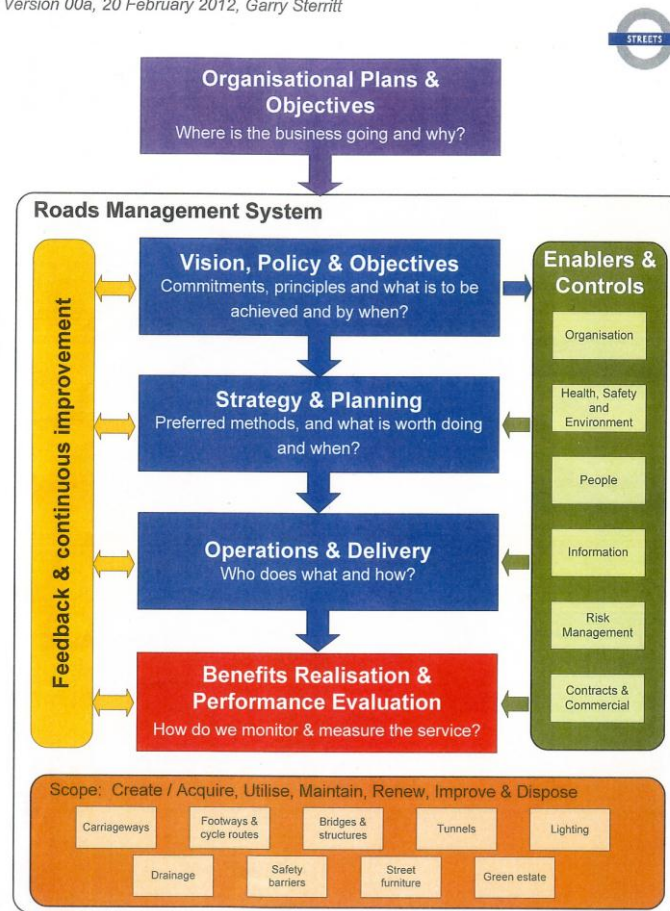 Version 00a, 20 February 2012, Garry Sterritt
STREETS
Organisational Plans &
Objectives
Where is the business going and why?
Roads Management System
Feedback & continuous improvement
Vision, Policy & Objectives
Commitments, principles and what is to be
achieved and by when?
Strategy & Planning
Preferred methods, and what is worth doing
and when?
Operations & Delivery
Who does what and how?
Benefits Realisation &
Performance Evaluation
How do we monitor & measure the service?
Enablers &
Controls
Organisation
Health, Safety
and
Environment
People
Information
Risk
Management
Contracts &
Commercial
Scope: Create / Acquire, Utilise, Maintain, Renew, Improve & Dispose
Carriageways
Footways &
cycle routes
Bridges &
structures
Tunnels
Lighting
Drainage
Safety
barriers
Street
furniture
Green estate